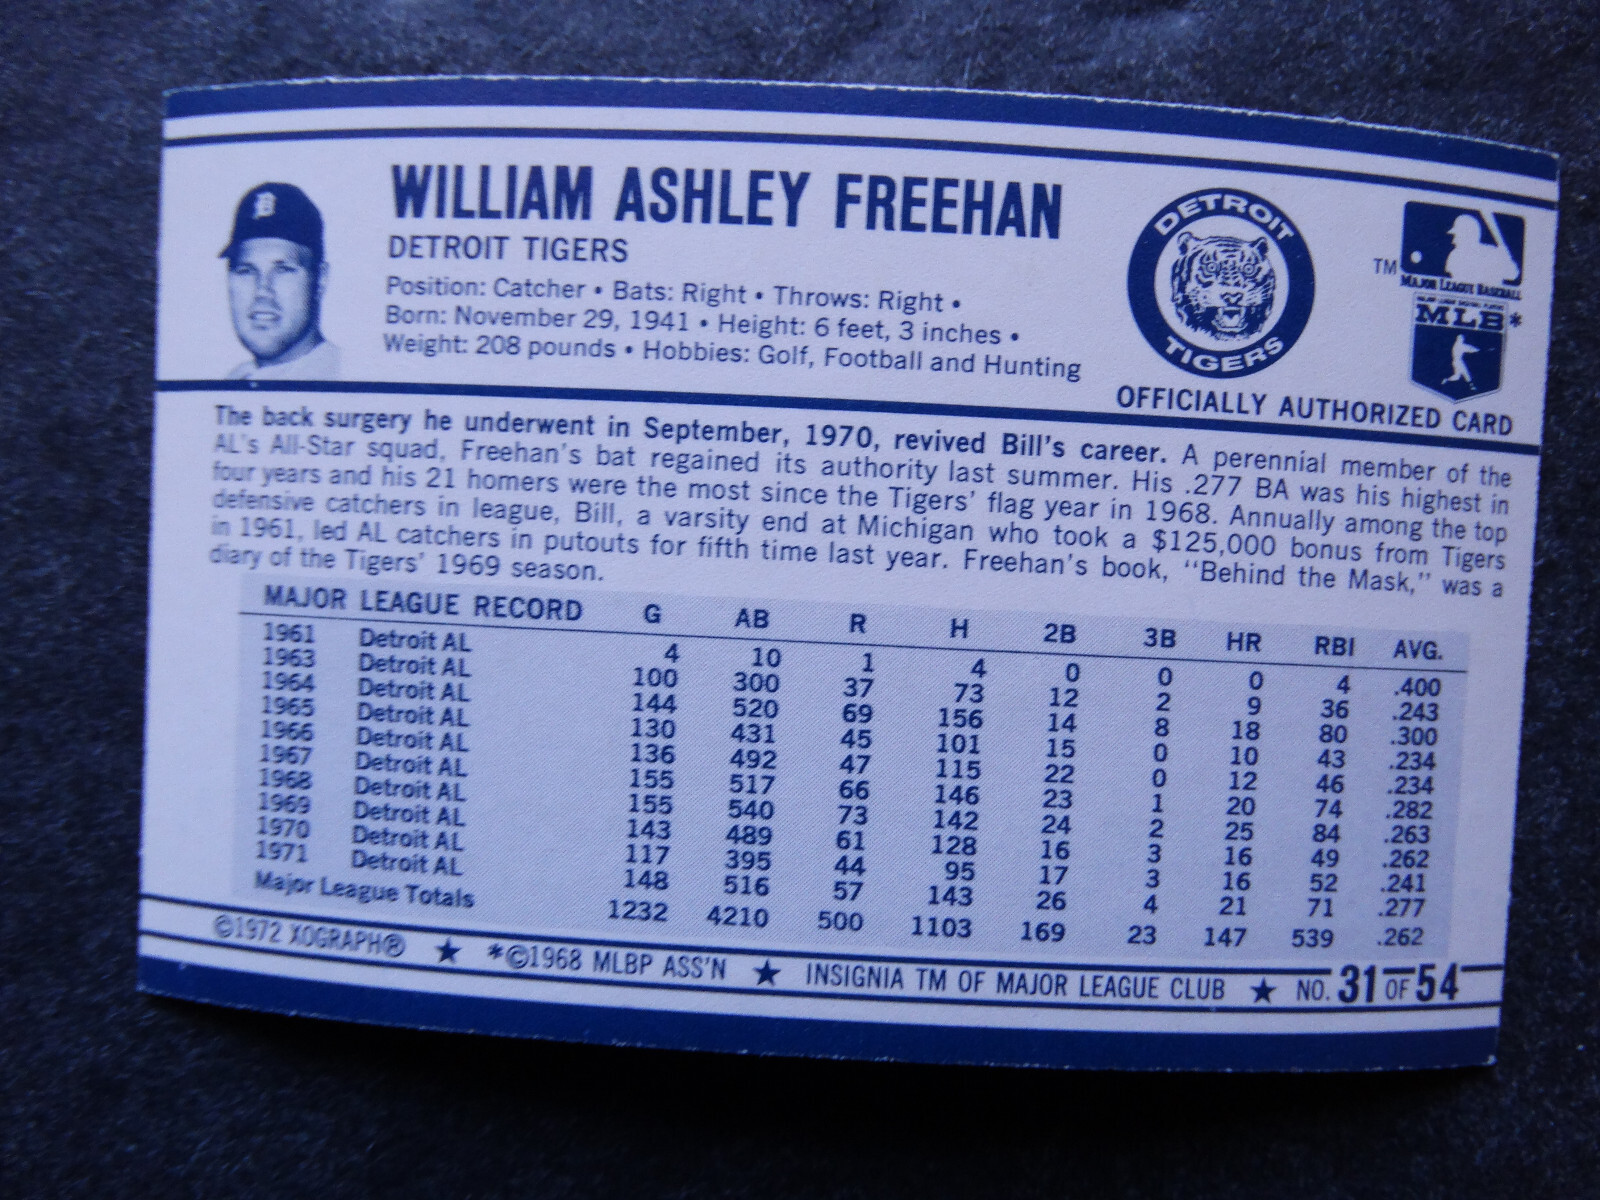 WILLIAM ASHLEY FREEHAN
DETROIT TIGERS
Position: Catcher • Bats: Right • Throws: Right •
Born: November 29, 1941 • Height: 6 feet, 3 inches •
Weight: 208 pounds • Hobbies: Golf, Football and Hunting
DETROIT
TIGERS
TM
MAJOR LEAGUE BASEBALL
MLB*
OFFICIALLY AUTHORIZED CARD
The back surgery he underwent in September, 1970, revived Bill's career. A perennial member of the
AL's All-Star squad, Freehan's bat regained its authority last summer. His .277 BA was his highest in
four years and his 21 homers were the most since the Tigers' flag year in 1968. Annually among the top
defensive catchers in league, Bill, a varsity end at Michigan who took a $125,000 bonus from Tigers
in 1961, led AL catchers in putouts for fifth time last year. Freehan's book, "Behind the Mask," was a
diary of the Tigers' 1969 season.
MAJOR LEAGUE RECORD G AB R H 2B 3B HR RBI AVG.
1961 Detroit AL 4 10 1 4 0 0 0 4 .400
1963 Detroit AL 100 300 37 73 12 2 9 36 .243
1964 Detroit AL 144 520 69 156 14 8 18 80 .300
1965 Detroit AL 130 431 45 101 15 0 10 43 .234
1966 Detroit AL 136 492 47 115 22 0 12 46 .234
1967 Detroit AL 155 517 66 146 23 1 20 74 .282
1968 Detroit AL 155 540 73 142 24 2 25 84 .263
1969 Detroit AL 143 489 61 128 16 3 16 49 .262
1970 Detroit AL 117 395 44 95 17 3 16 52 .241
1971 Detroit AL 148 516 57 143 26 4 21 71 .277
Major League Totals 1232 4210 500 1103 169 23 147 539 .262
©1972 XOGRAPH® ★ *©1968 MLBP ASS'N ★ INSIGNIA TM OF MAJOR LEAGUE CLUB ★ NO. 31 OF 54